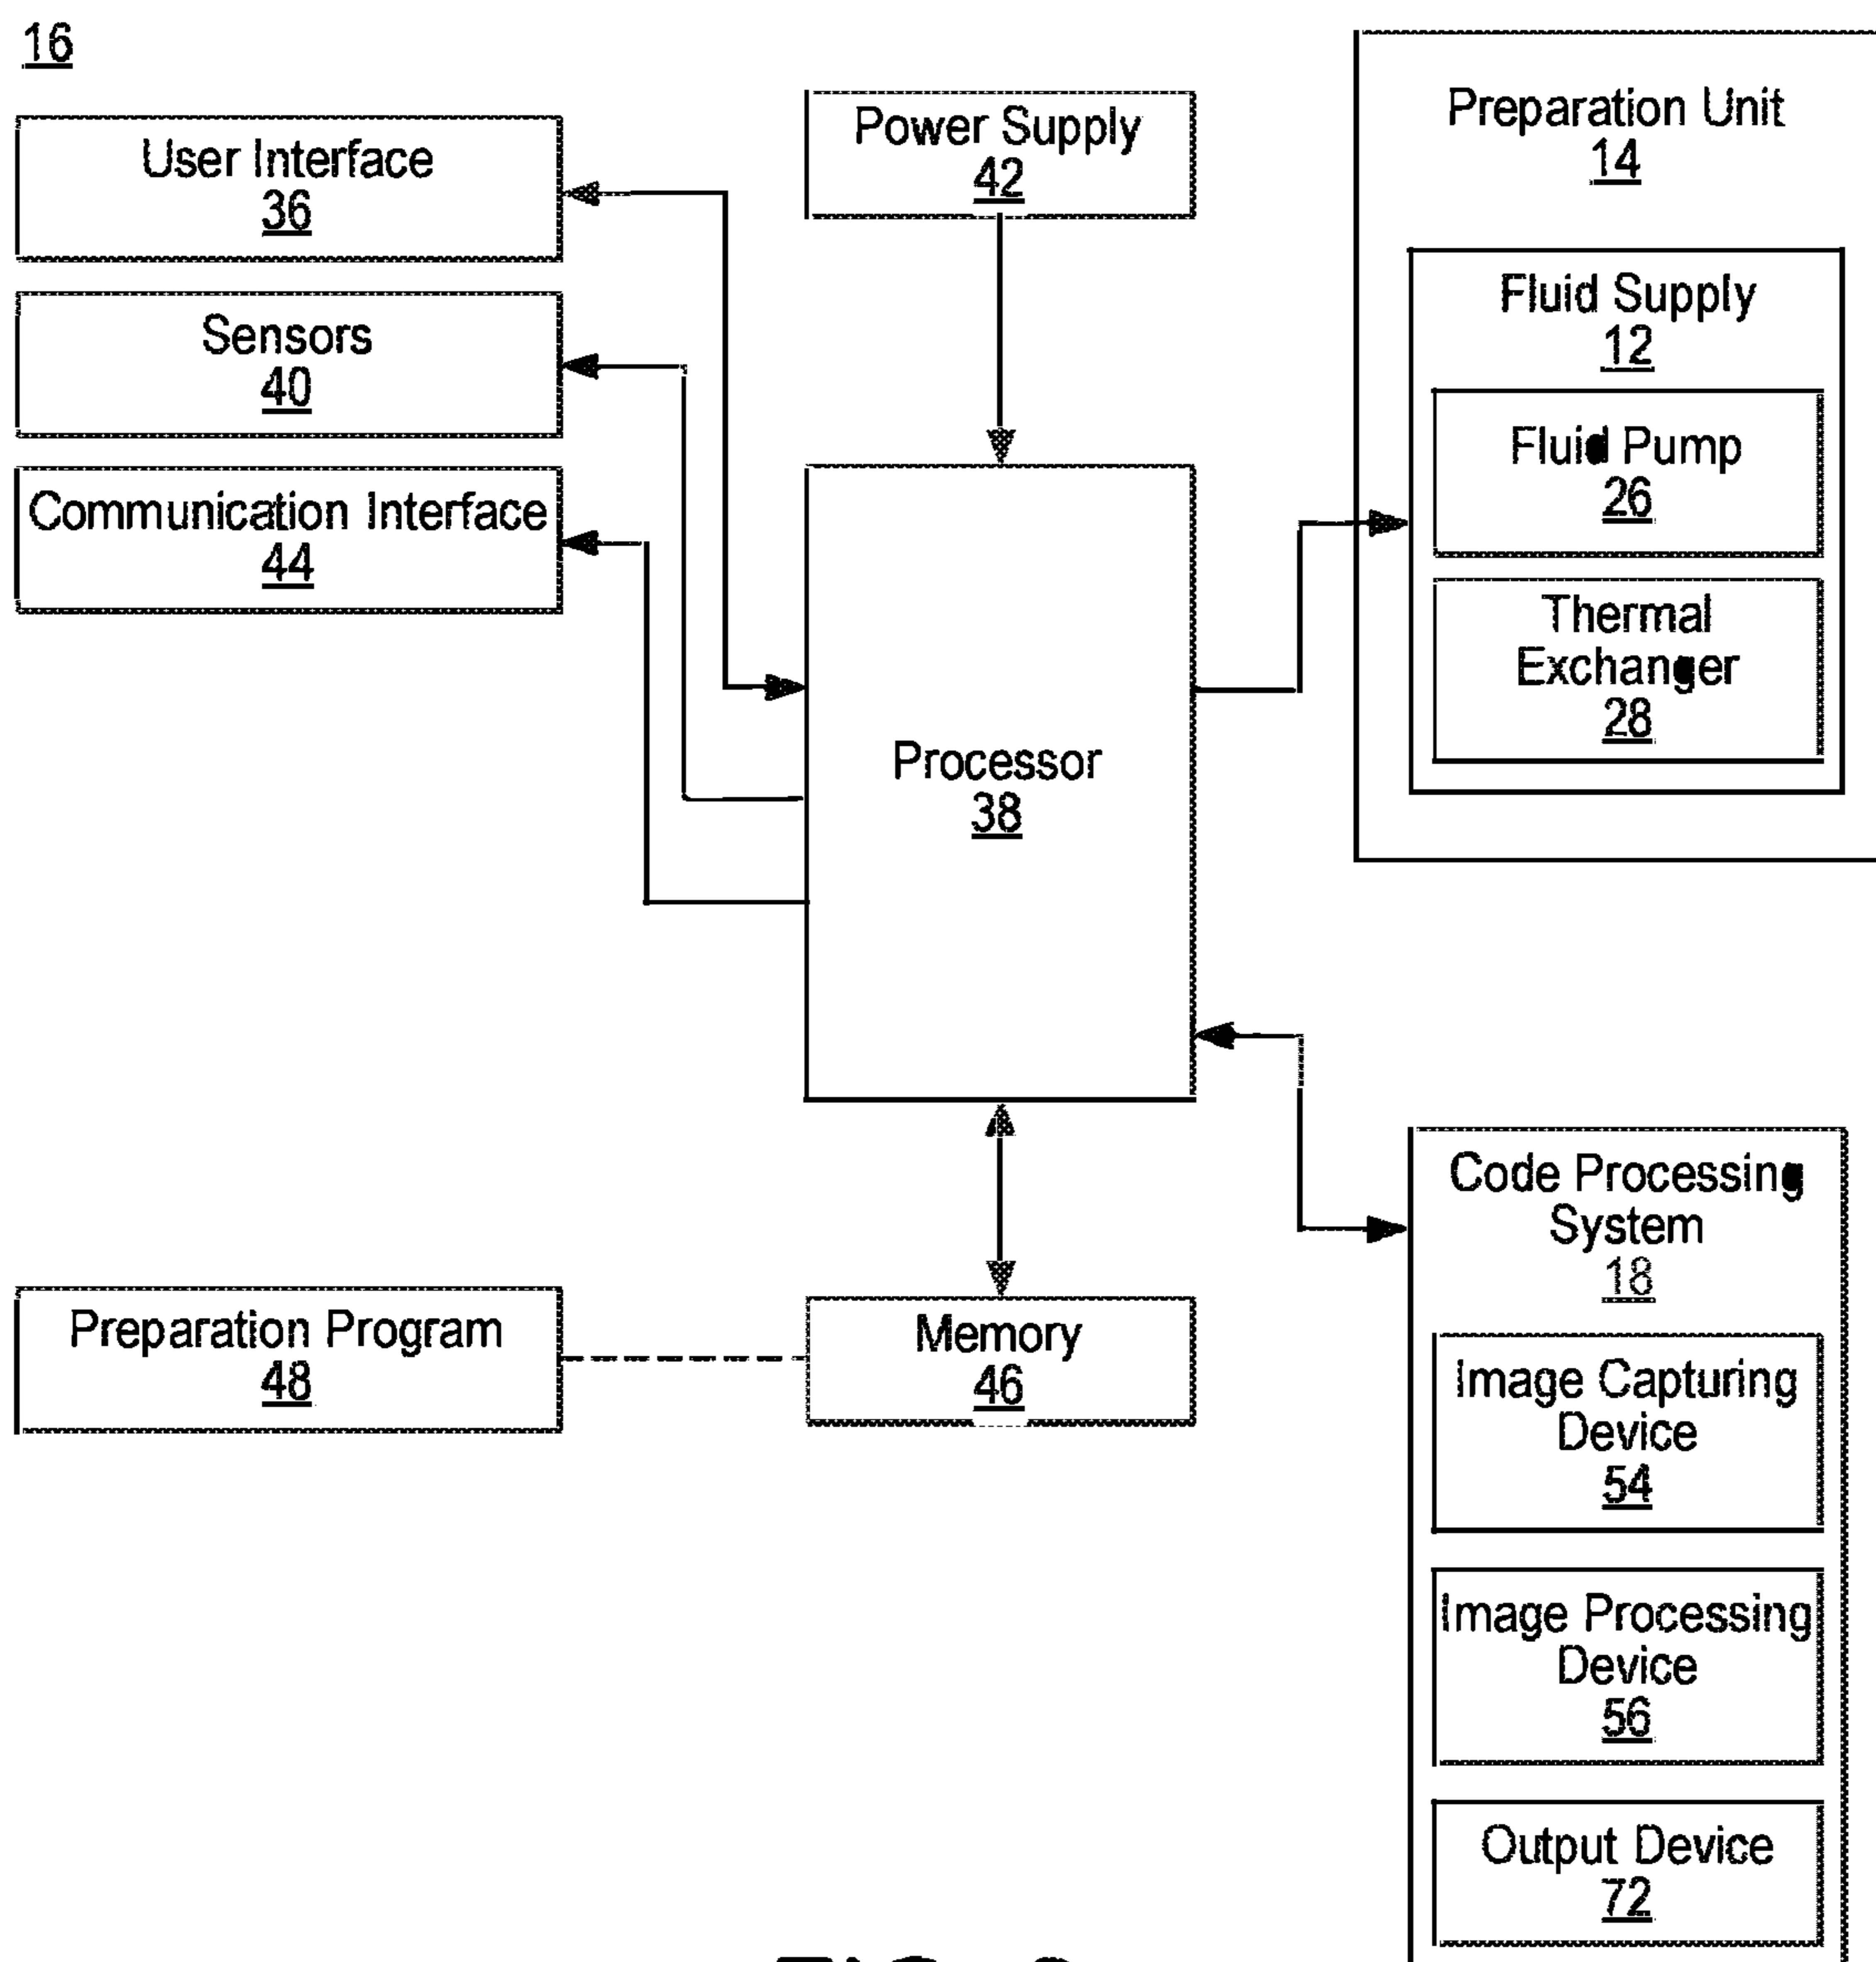 16
User Interface
36
Sensors
40
Communication Interface
44
Power Supply
42
Processor
38
Preparation Unit
14
Fluid Supply
12
Fluid Pump
26
Thermal
Exchanger
28
Preparation Program
48
Memory
46
Code Processing
System
18
Image Capturing
Device
54
Image Processing
Device
56
Output Device
72